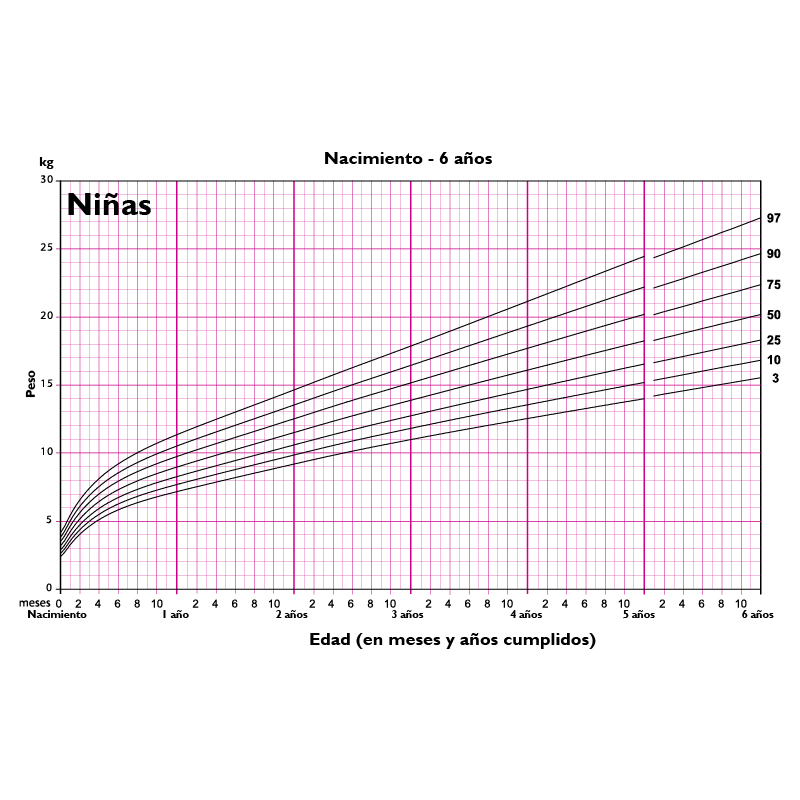 Nacimiento - 6 años
kg
Niñas
30
25
20
15
10
5
0
Peso
97
90
75
50
25
10
3
meses 0 2 4 6 8 10 2 4 6 8 10 2 4 6 8 10 2 4 6 8 10 2 4 6 8 10 2 4 6 8 10
Nacimiento 1 año 2 años 3 años 4 años 5 años 6 años
Edad (en meses y años cumplidos)